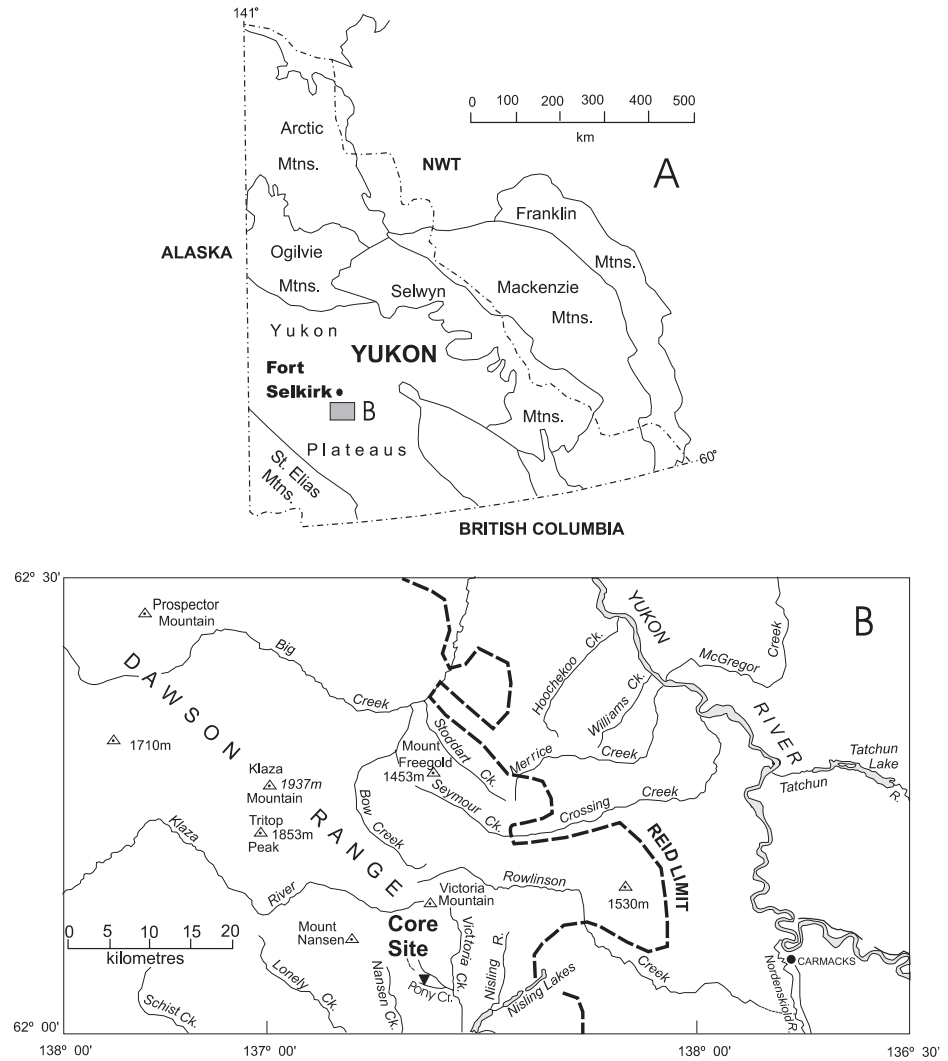 141°
0 100 200 300 400 500
km
A
Arctic
Mtns.
NWT
Franklin
Mtns.
ALASKA
Ogilvie
Mtns.
Selwyn
Mackenzie
Mtns.
Yukon
YUKON
Fort
Selkirk
B
Mtns.
Plateaus
St. Elias
Mtns.
60°
BRITISH COLUMBIA
62° 30'
B
Prospector
Mountain
Big
Creek
DAWSON RANGE
1710m
Klaza 1937m
Mountain
Tritop
1853m
Peak
Mount
Freegold
1453m
Stoddart Ck.
Seymour Ck.
Bow Creek
Hoochekoo Ck.
Williams Ck.
Merrice Creek
YUKON RIVER
McGregor Creek
Tatchun
Lake
Tatchun R.
Crossing Creek
REID LIMIT
1530m
Klaza River
Rowlinson Creek
Victoria
Mountain
Mount
Nansen
Core
Site
Victoria Ck.
Pony Cr.
Nansen Ck.
Lonely Ck.
Schist Ck.
Nisling R.
Nisling Lakes
CARMACKS
Nordenskiold R.
0 5 10 15 20
kilometres
62° 00'
138° 00' 137° 00' 138° 00' 136° 30'